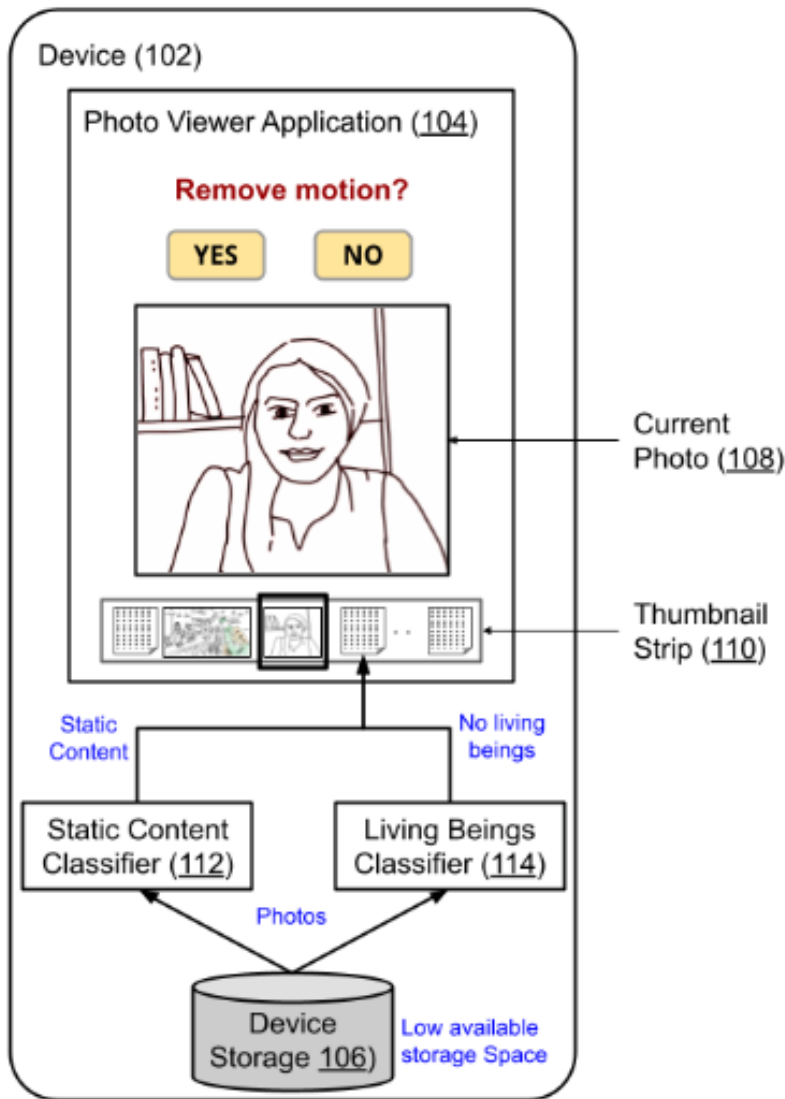 Device (102)
Photo Viewer Application (104)
Remove motion?
YES
NO
Current
Photo (108)
Thumbnail
Strip (110)
Static
Content
No living
beings
Static Content
Classifier (112)
Living Beings
Classifier (114)
Photos
Device
Storage 106)
Low available
storage Space